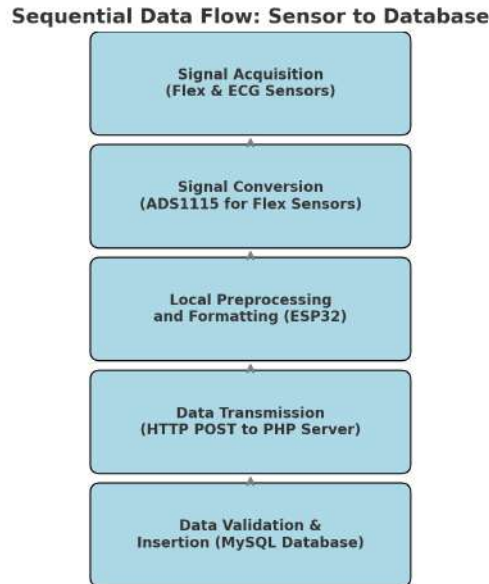 Sequential Data Flow: Sensor to Database
Signal Acquisition
(Flex & ECG Sensors)
Signal Conversion
(ADS1115 for Flex Sensors)
Local Preprocessing
and Formatting (ESP32)
Data Transmission
(HTTP POST to PHP Server)
Data Validation &
Insertion (MySQL Database)